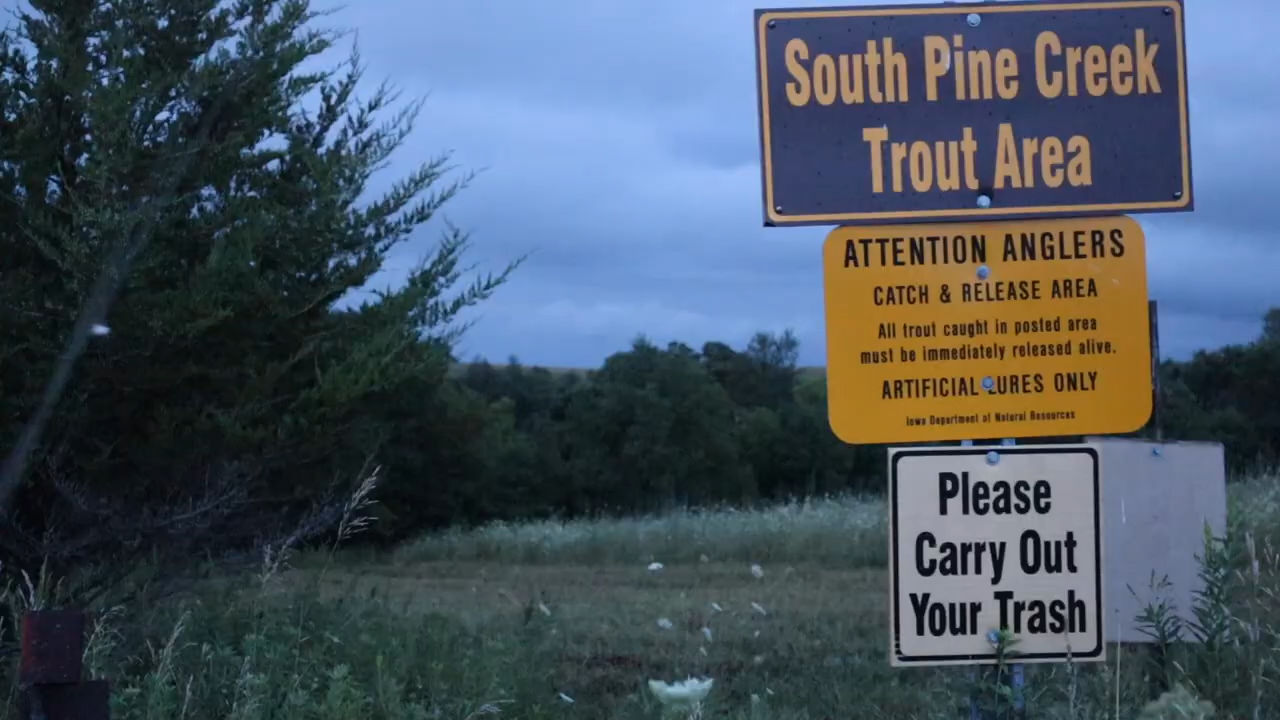 South Pine Creek
Trout Area
ATTENTION ANGLERS
CATCH & RELEASE AREA
All trout caught in posted area
must be immediately released alive.
ARTIFICIAL LURES ONLY
Iowa Department of Natural Resources
Please
Carry Out
Your Trash